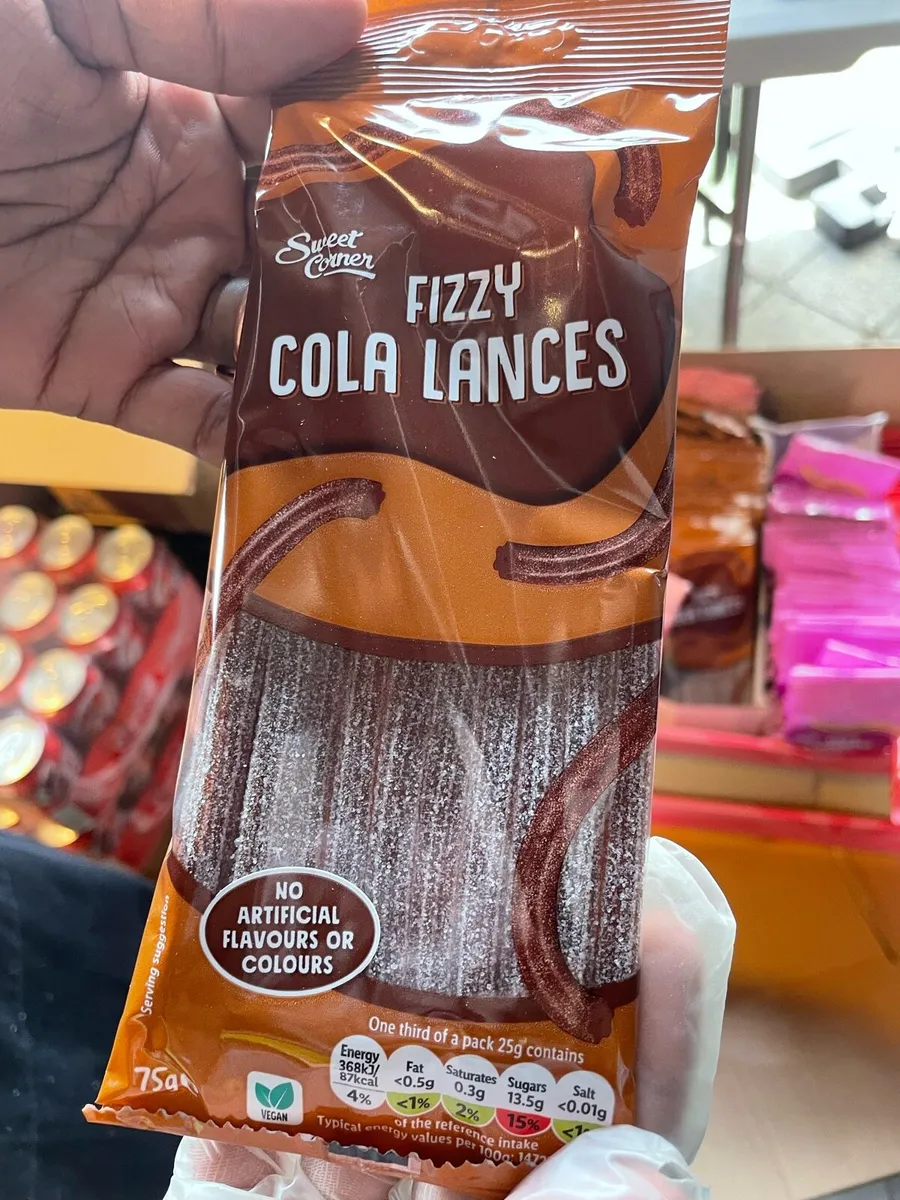 Sweet
Corner
FIZZY
COLA LANCES
NO
ARTIFICIAL
FLAVOURS OR
COLOURS
Serving suggestion
75g
VEGAN
One third of a pack 25g contains
Energy
368kJ/
87kcal
4%
Fat
<0.5g
<1%
Saturates
0.3g
2%
Sugars
13.5g
15%
Salt
<0.01g
<1%
of the reference intake
Typical energy values per 100g: 1472